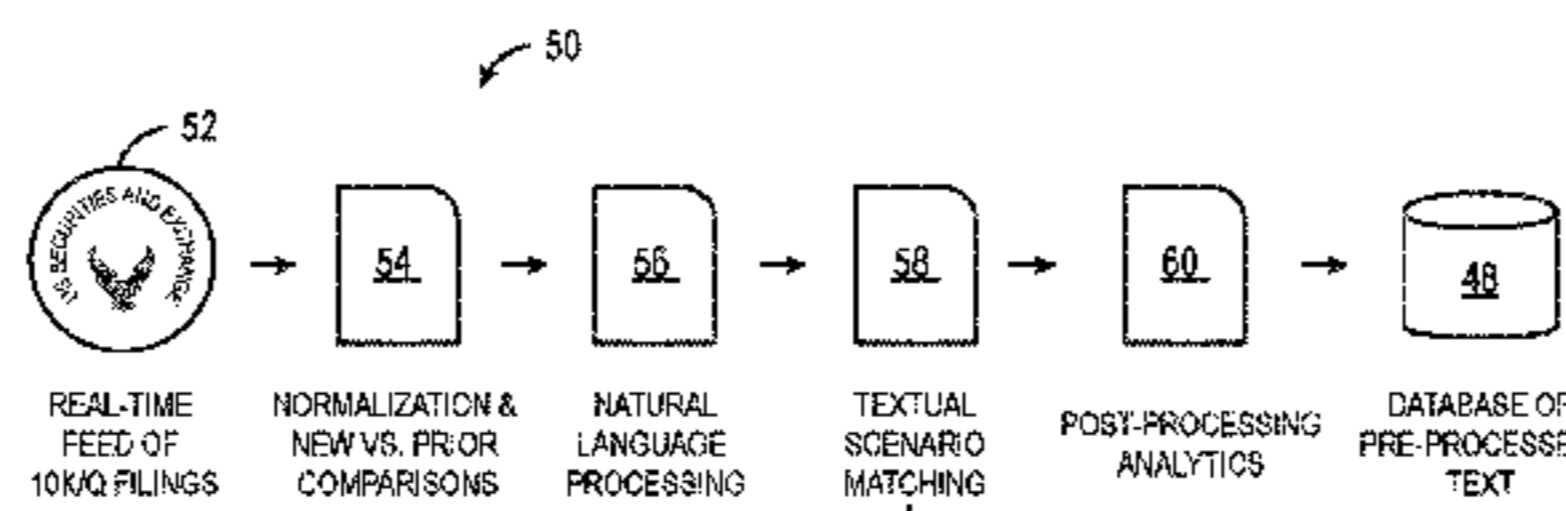 50
52
US SECURITIES AND EXCHANGE
54
56
58
60
48
REAL-TIME
FEED OF
10K/Q FILINGS
NORMALIZATION &
NEW VS. PRIOR
COMPARISONS
NATURAL
LANGUAGE
PROCESSING
TEXTUAL
SCENARIO
MATCHING
POST-PROCESSING
ANALYTICS
DATABASE OF
PRE-PROCESSE
TEXT